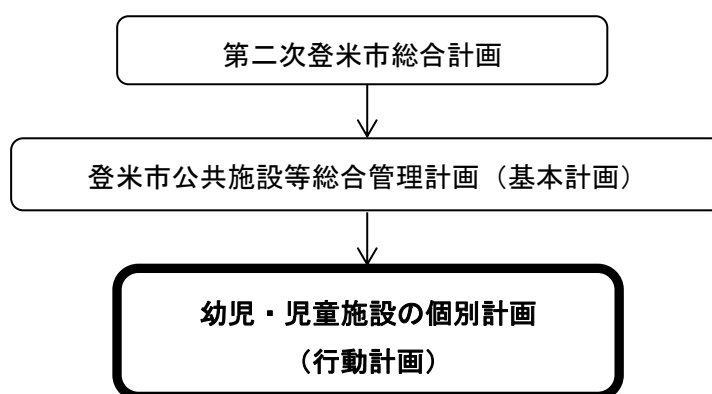 第二次登米市総合計画
登米市公共施設等総合管理計画（基本計画）
幼児・児童施設の個別計画
（行動計画）